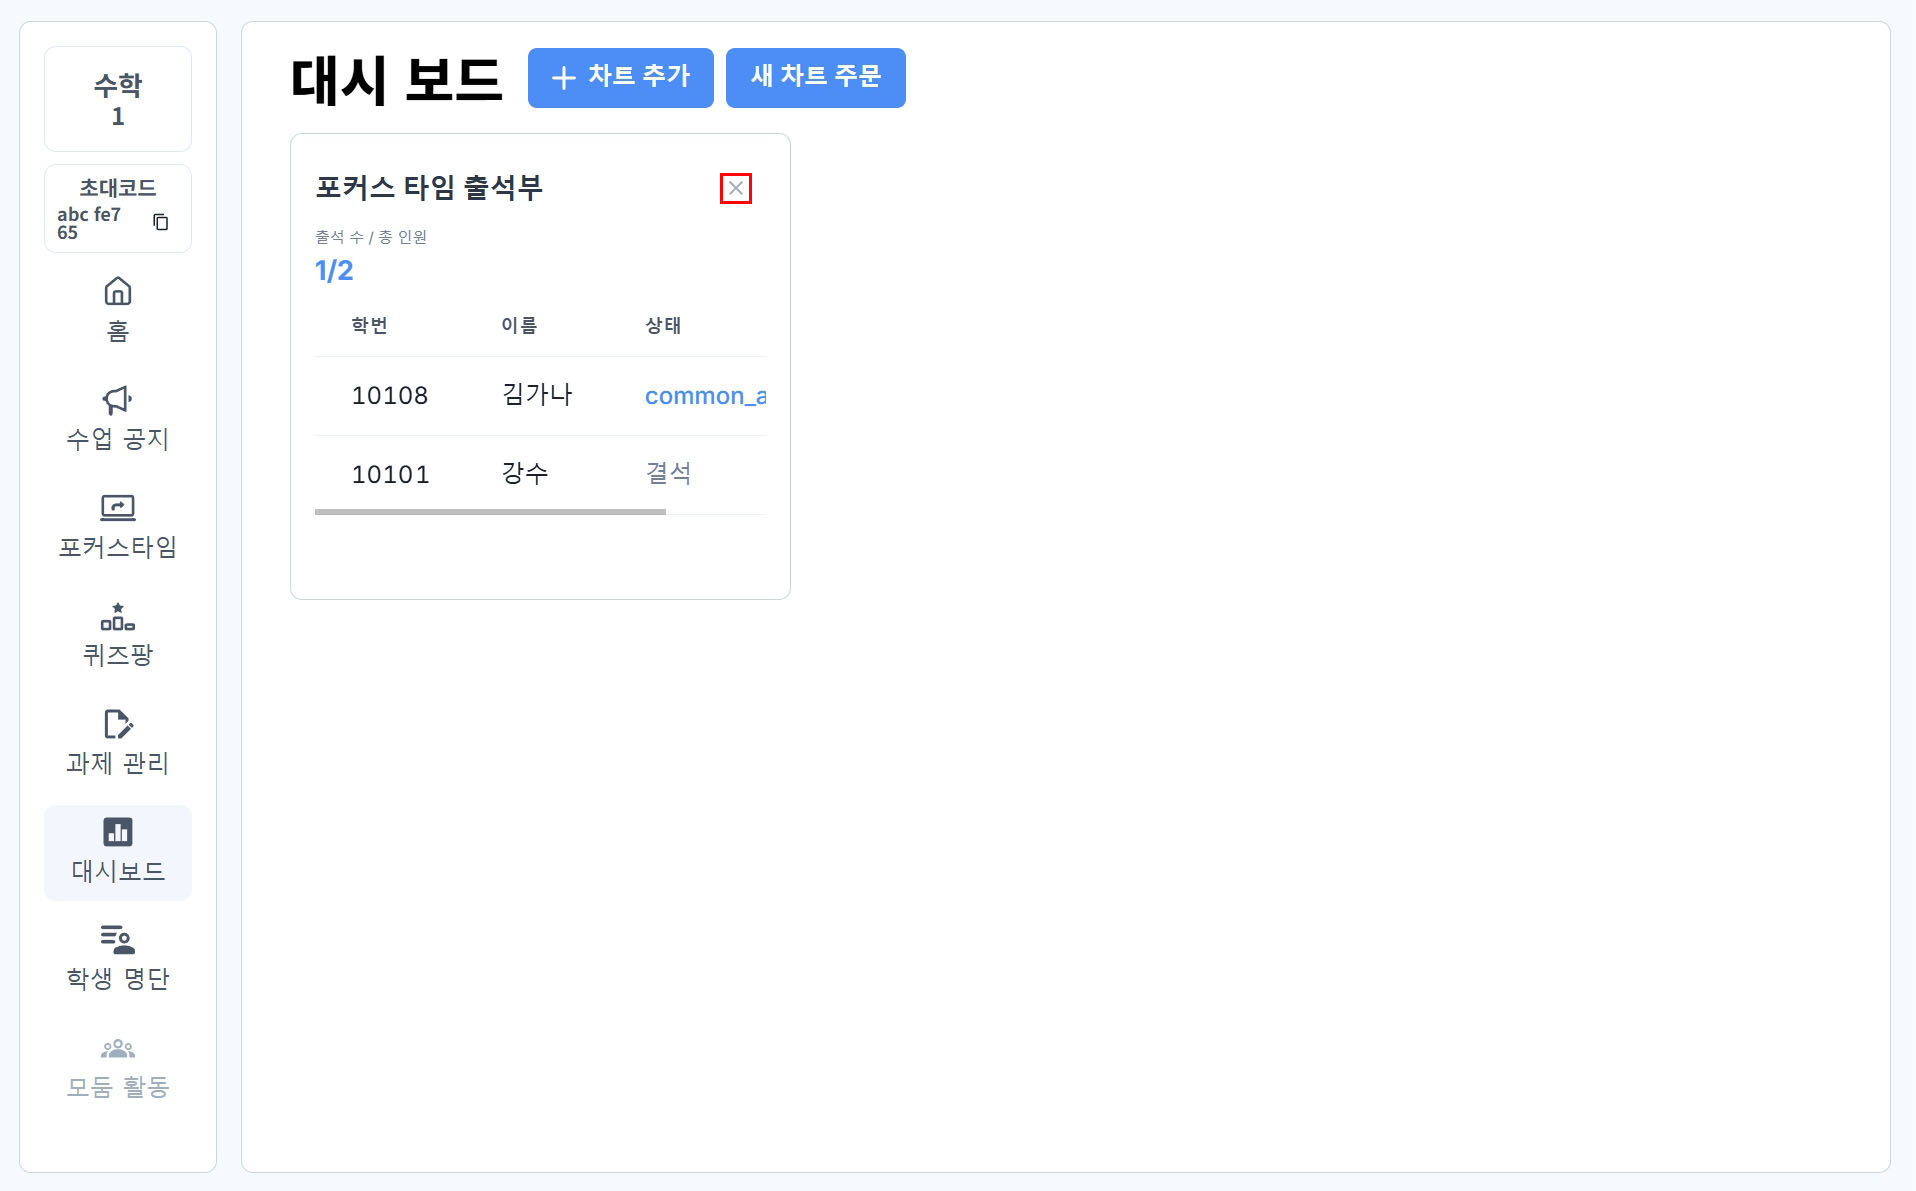 수학
1
초대코드
abc fe7
65
홈
수업 공지
포커스타임
퀴즈팡
과제 관리
대시보드
학생 명단
모둠 활동
대시 보드
차트 추가
새 차트 주문
포커스 타임 출석부
출석 수 / 총 인원
1/2
학번 이름 상태
10108 김가나 common_a
10101 강수 결석